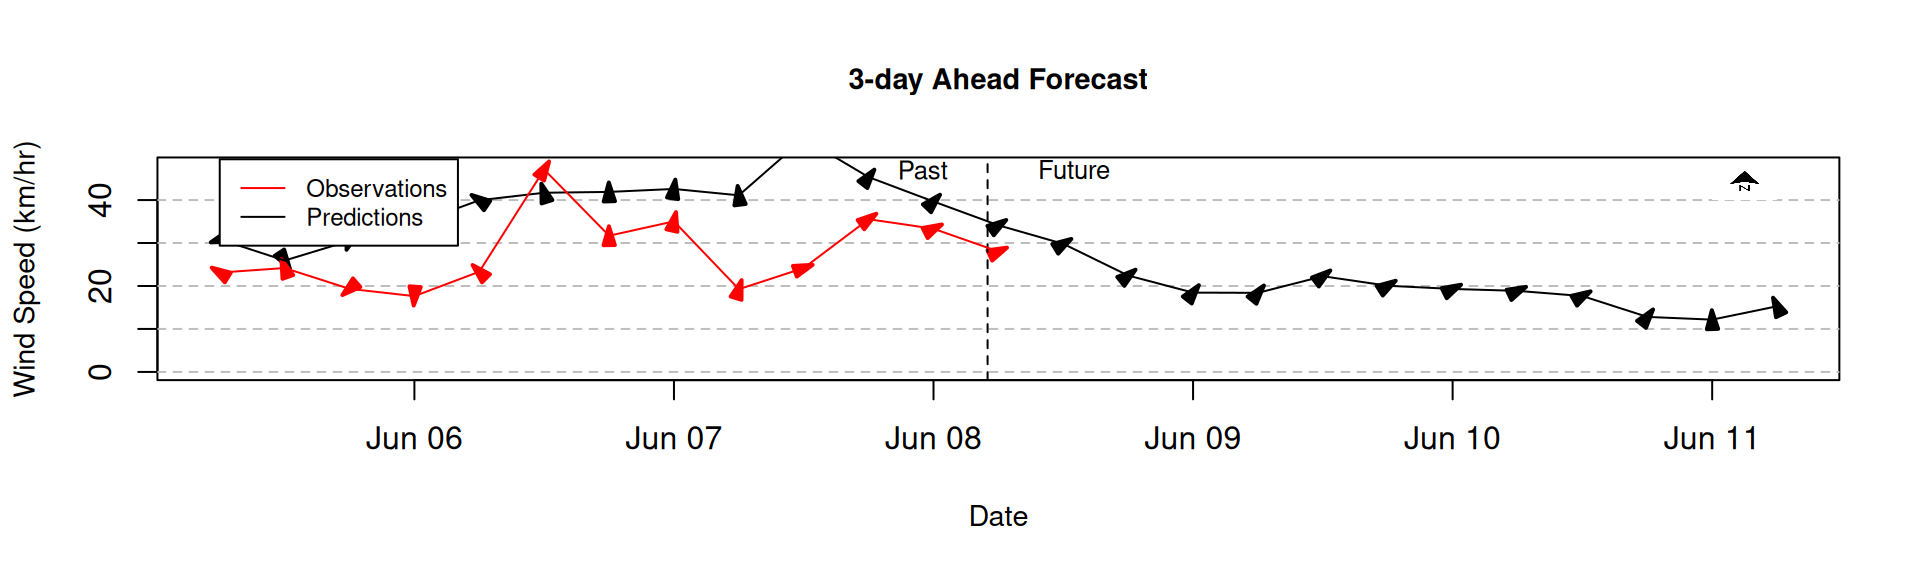 3-day Ahead Forecast
Wind Speed (km/hr)
40
20
0
Observations
Predictions
Past
Future
N
Jun 06
Jun 07
Jun 08
Jun 09
Jun 10
Jun 11
Date